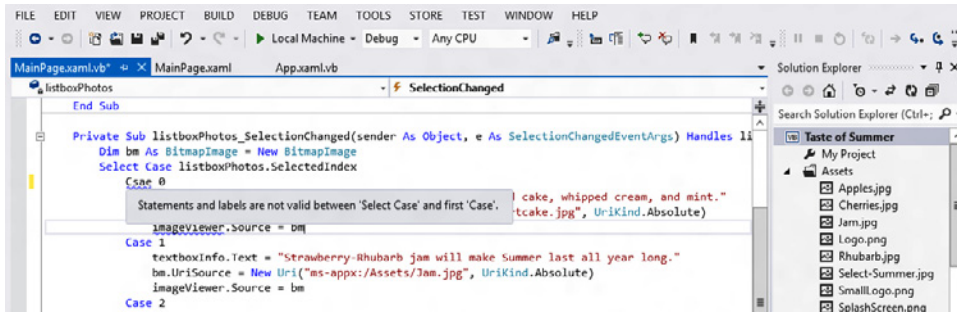 FILE EDIT VIEW PROJECT BUILD DEBUG TEAM TOOLS STORE TEST WINDOW HELP
Local Machine Debug Any CPU
MainPage.xaml.vb* MainPage.xaml App.xaml.vb
listboxPhotos SelectionChanged
End Sub
Private Sub listboxPhotos_SelectionChanged(sender As Object, e As SelectionChangedEventArgs) Handles li
Dim bm As BitmapImage = New BitmapImage
Select Case listboxPhotos.SelectedIndex
Csae 0
d cake, whipped cream, and mint."
Statements and labels are not valid between 'Select Case' and first 'Case'.
tcake.jpg", UriKind.Absolute)
imageViewer.Source = bm
Case 1
textboxInfo.Text = "Strawberry-Rhubarb jam will make Summer last all year long."
bm.UriSource = New Uri("ms-appx:/Assets/Jam.jpg", UriKind.Absolute)
imageViewer.Source = bm
Case 2
Solution Explorer
Search Solution Explorer (Ctrl+;
VB Taste of Summer
My Project
Assets
Apples.jpg
Cherries.jpg
Jam.jpg
Logo.png
Rhubarb.jpg
Select-Summer.jpg
SmallLogo.png
SplashScreen.png